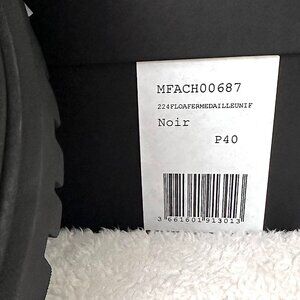 MFACH00687
224FLOAFERMEDAILLEUNIF
Noir
P40
3 661601 913013